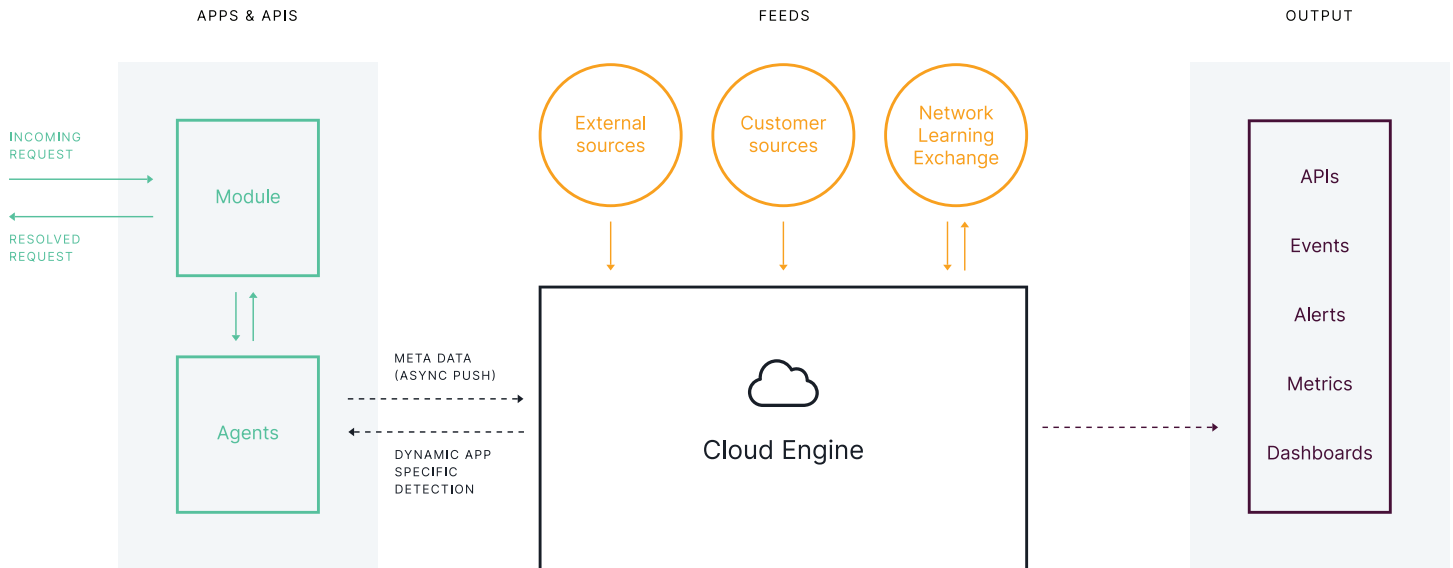 APPS & APIS
FEEDS
OUTPUT
INCOMING
REQUEST
RESOLVED
REQUEST
Module
Agents
META DATA
(ASYNC PUSH)
DYNAMIC APP
SPECIFIC
DETECTION
External
sources
Customer
sources
Network
Learning
Exchange
Cloud Engine
APIs
Events
Alerts
Metrics
Dashboards